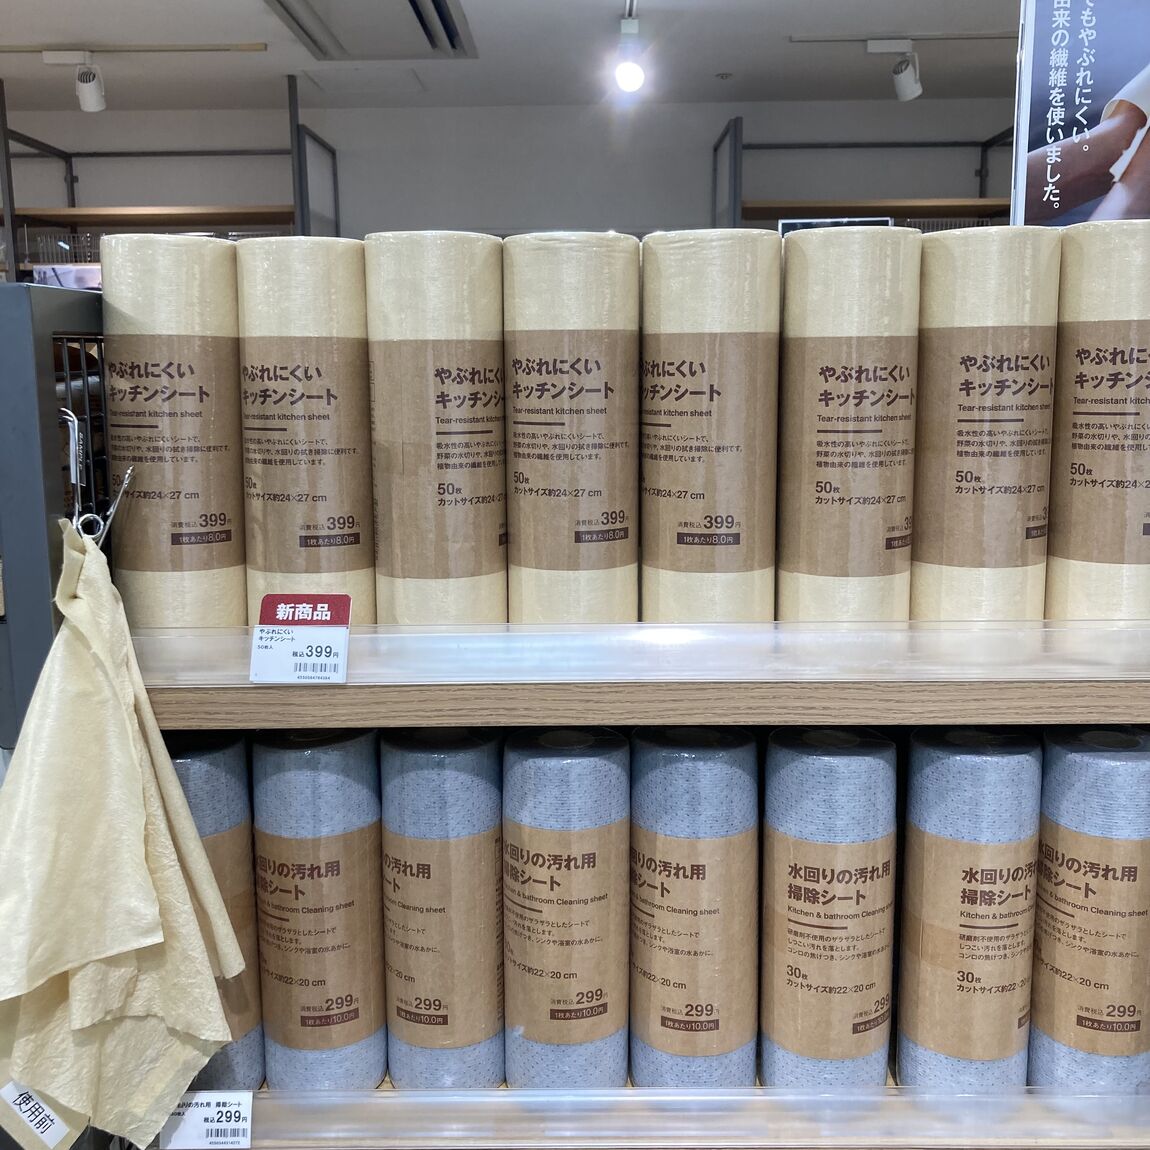 てもやぶれにくい。
由来の繊維を使いました。
やぶれにくい
キッチンシート
Tear-resistant kitchen sheet
吸水性の高いやぶれにくいシートで、
野菜の水切りや、水回りの拭き掃除に便利です。
植物由来の繊維を使用しています。
50枚
カットサイズ約24×27 cm
消費税込399円
1枚あたり8.0円
新商品
やぶれにくい
キッチンシート
50枚入
税込399円
水回りの汚れ用
掃除シート
Kitchen & bathroom Cleaning sheet
研磨剤不使用のザラザラとしたシートで
しつこい汚れを落とします。
コンロの焦げつき、シンクや浴室の水あかに。
30枚
カットサイズ約22×20 cm
消費税込299円
1枚あたり10.0円
使用前
水回りの汚れ用 掃除シート
税込299円